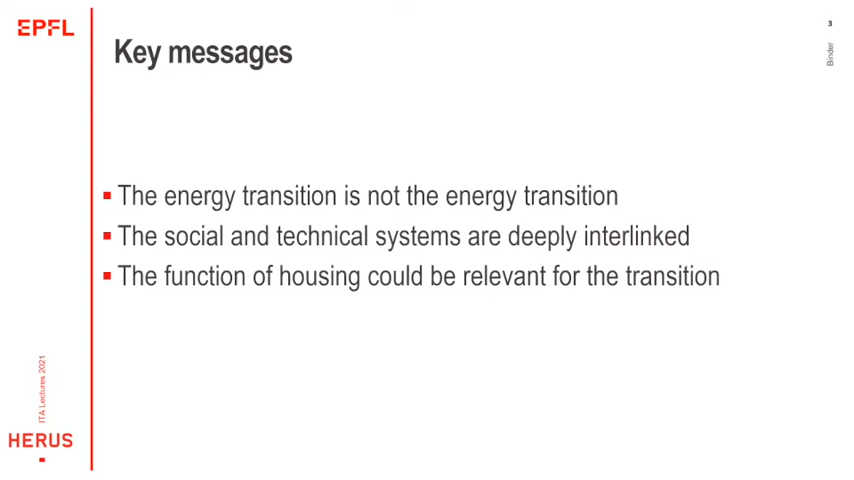 EPFL
Key messages
3
Binder
The energy transition is not the energy transition
The social and technical systems are deeply interlinked
The function of housing could be relevant for the transition
ITA Lectures 2021
HERUS